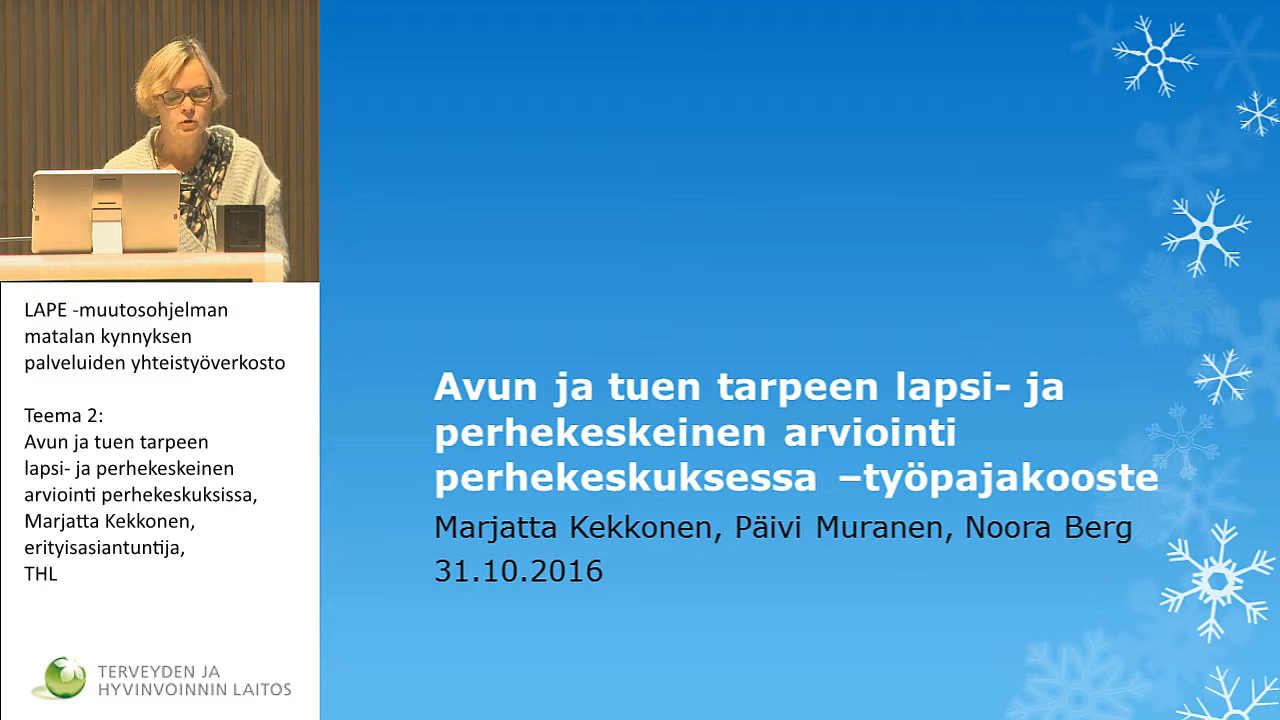 LAPE -muutosohjelman
matalan kynnyksen
palveluiden yhteistyöverkosto
Teema 2:
Avun ja tuen tarpeen
lapsi- ja perhekeskeinen
arviointi perhekeskuksissa,
Marjatta Kekkonen,
erityisasiantuntija,
THL
TERVEYDEN JA
HYVINVOINNIN LAITOS
Avun ja tuen tarpeen lapsi- ja
perhekeskeinen arviointi
perhekeskuksessa –työpajakooste
Marjatta Kekkonen, Päivi Muranen, Noora Berg
31.10.2016